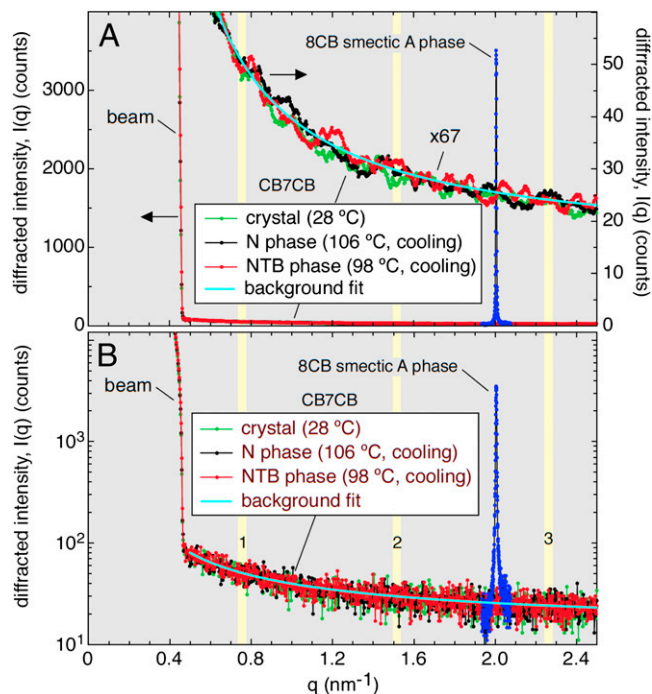 A
8CB smectic A phase
beam
x67
CB7CB
crystal (28 ºC)
N phase (106 ºC, cooling)
NTB phase (98 ºC, cooling)
background fit
diffracted intensity, I(q) (counts)
3000
2000
1000
0
diffracted intensity, I(q) (counts)
50
40
30
20
10
0
B
8CB smectic A phase
beam
CB7CB
crystal (28 ºC)
N phase (106 ºC, cooling)
NTB phase (98 ºC, cooling)
background fit
1
2
3
diffracted intensity, I(q) (counts)
10³
10²
10¹
0 0.4 0.8 1.2 1.6 2.0 2.4
q (nm⁻¹)